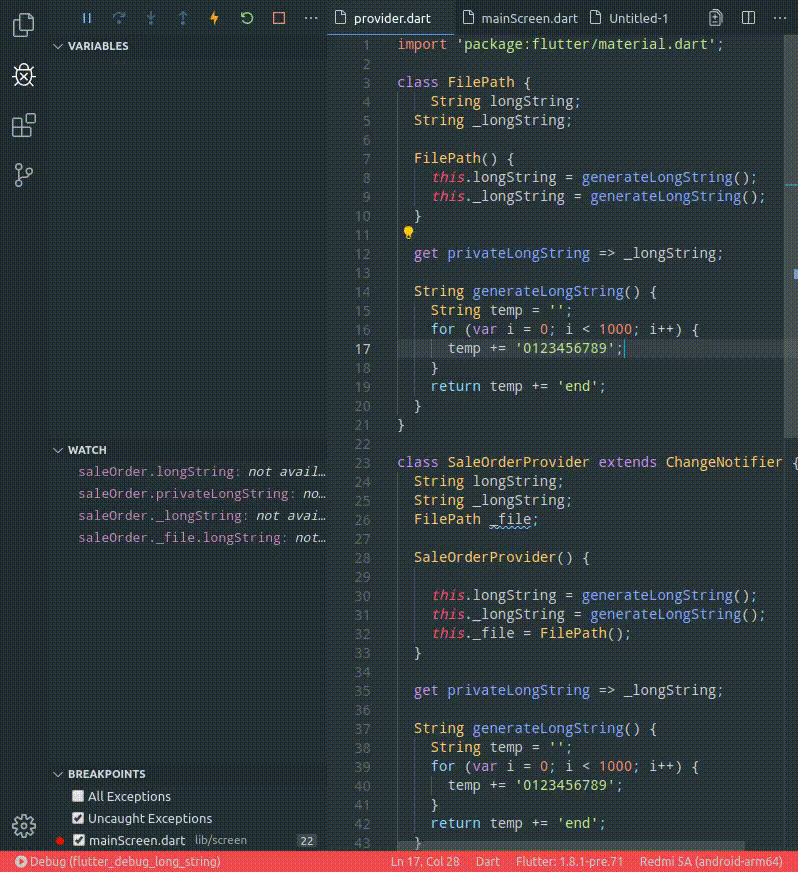 provider.dart
mainScreen.dart
Untitled-1
VARIABLES
WATCH
saleOrder.longString: not avail…
saleOrder.privateLongString: no…
saleOrder._longString: not avai…
saleOrder._file.longString: not…
BREAKPOINTS
All Exceptions
Uncaught Exceptions
mainScreen.dart lib/screen 22
1 import 'package:flutter/material.dart';
2
3 class FilePath {
4 String longString;
5 String _longString;
6
7 FilePath() {
8 this.longString = generateLongString();
9 this._longString = generateLongString();
10 }
11
12 get privateLongString => _longString;
13
14 String generateLongString() {
15 String temp = '';
16 for (var i = 0; i < 1000; i++) {
17 temp += '0123456789';
18 }
19 return temp += 'end';
20 }
21 }
22
23 class SaleOrderProvider extends ChangeNotifier {
24 String longString;
25 String _longString;
26 FilePath _file;
27
28 SaleOrderProvider() {
29
30 this.longString = generateLongString();
31 this._longString = generateLongString();
32 this._file = FilePath();
33 }
34
35 get privateLongString => _longString;
36
37 String generateLongString() {
38 String temp = '';
39 for (var i = 0; i < 1000; i++) {
40 temp += '0123456789';
41 }
42 return temp += 'end';
43 }
Debug (flutter_debug_long_string)
Ln 17, Col 28
Dart
Flutter: 1.8.1-pre.71
Redmi 5A (android-arm64)